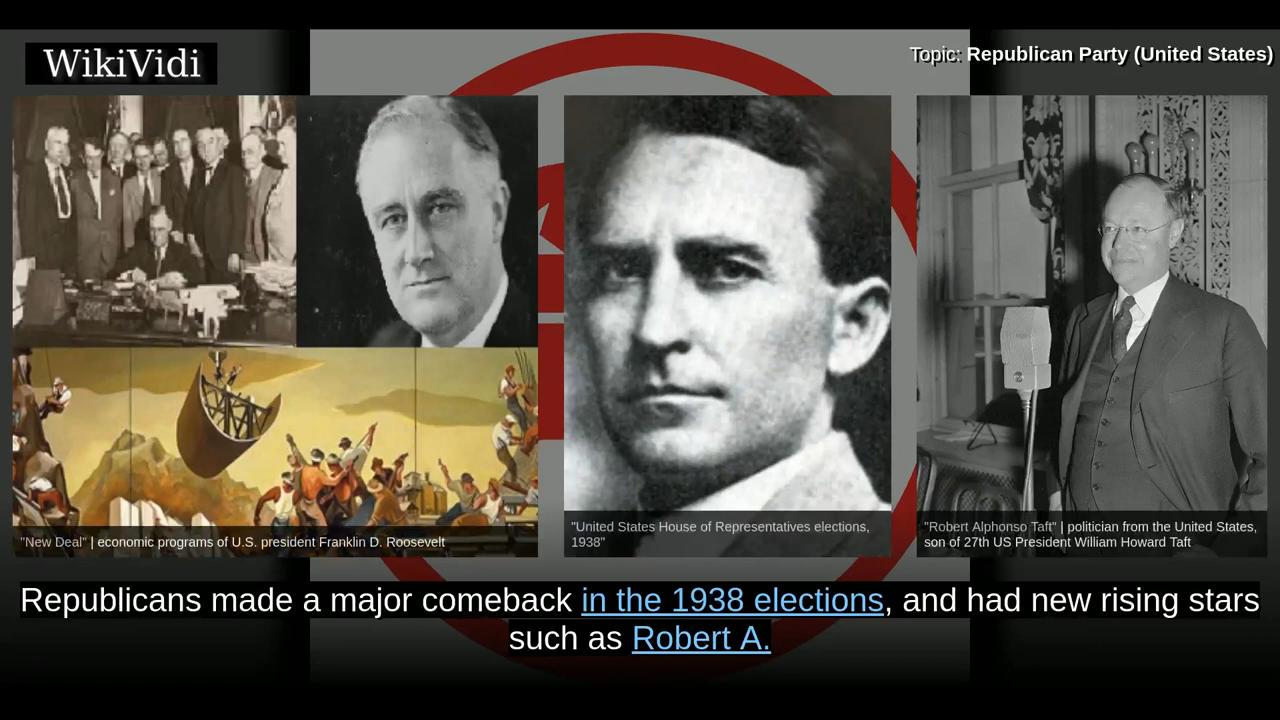 WikiVidi
Topic: Republican Party (United States)
"New Deal" | economic programs of U.S. president Franklin D. Roosevelt
"United States House of Representatives elections,
1938"
"Robert Alphonso Taft" | politician from the United States,
son of 27th US President William Howard Taft
Republicans made a major comeback in the 1938 elections, and had new rising stars
such as Robert A.